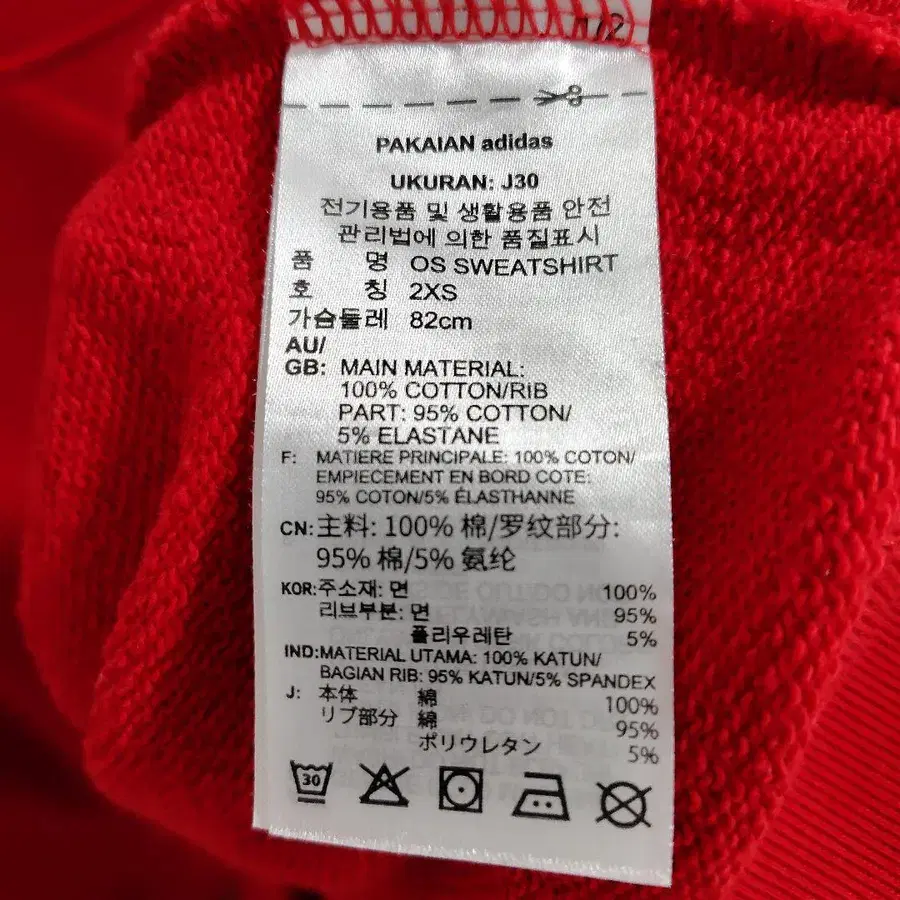 1/2
PAKAIAN adidas
UKURAN: J30
전기용품 및 생활용품 안전
관리법에 의한 품질표시
품 명 OS SWEATSHIRT
호 칭 2XS
가슴둘레 82cm
AU/
GB: MAIN MATERIAL:
100% COTTON/RIB
PART: 95% COTTON/
5% ELASTANE
F: MATIERE PRINCIPALE: 100% COTON/
EMPIECEMENT EN BORD COTE:
95% COTON/5% ÉLASTHANNE
CN: 主料: 100% 棉/罗纹部分:
95% 棉/5% 氨纶
KOR: 주소재: 면 100%
리브부분: 면 95%
폴리우레탄 5%
IND: MATERIAL UTAMA: 100% KATUN/
BAGIAN RIB: 95% KATUN/5% SPANDEX
J: 本体 綿 100%
リブ部分 綿 95%
ポリウレタン 5%
30